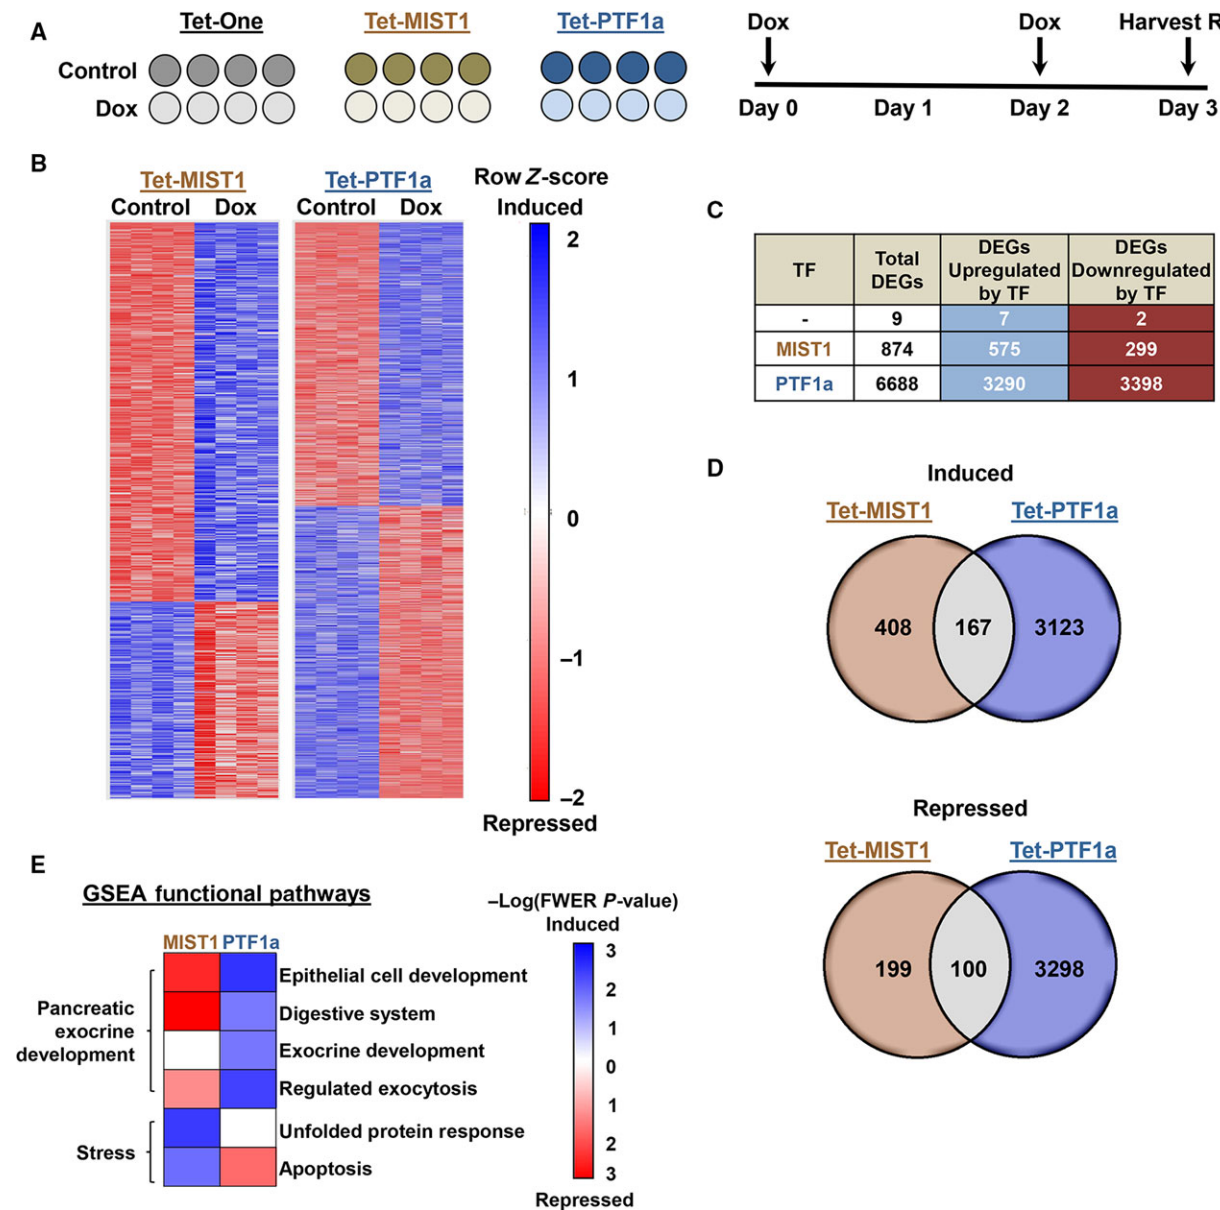 A
Tet-One
Tet-MIST1
Tet-PTF1a
Control
Dox
Dox
Dox
Harvest R
Day 0
Day 1
Day 2
Day 3
B
Tet-MIST1
Tet-PTF1a
Control Dox
Control Dox
Row Z-score
Induced
2
1
0
–1
–2
Repressed
C
TF
Total
DEGs
DEGs
Upregulated
by TF
DEGs
Downregulated
by TF
- 9 7 2
MIST1 874 575 299
PTF1a 6688 3290 3398
D
Induced
Tet-MIST1
Tet-PTF1a
408 167 3123
Repressed
Tet-MIST1
Tet-PTF1a
199 100 3298
E
GSEA functional pathways
MIST1 PTF1a
Pancreatic
exocrine
development
Epithelial cell development
Digestive system
Exocrine development
Regulated exocytosis
Stress
Unfolded protein response
Apoptosis
–Log(FWER P-value)
Induced
3
2
1
0
1
2
3
Repressed